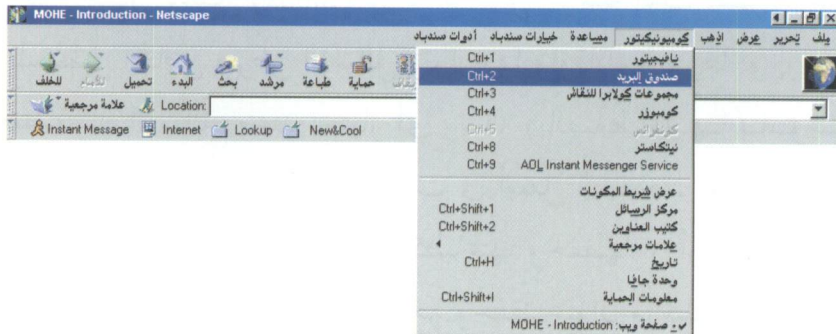 MOHE - Introduction - Netscape
ملف تحرير عرض اذهب كوميونيكيتور مساعدة خيارات سندباد أدوات سندباد
للخلف للأمام تحميل البدء بحث مرشد طباعة حماية
علامة مرجعية Location:
Instant Message Internet Lookup New&Cool
نافيجيتور Ctrl+1
صندوق البريد Ctrl+2
مجموعات كولابرا للنقاش Ctrl+3
كومبوزر Ctrl+4
كونفرانس Ctrl+5
نيتكاستر Ctrl+8
AOL Instant Messenger Service Ctrl+9
عرض شريط المكونات
مركز الرسائل Ctrl+Shift+1
كتيب العناوين Ctrl+Shift+2
علامات مرجعية
تاريخ Ctrl+H
وحدة جافا
معلومات الحماية Ctrl+Shift+I
صفحة ويب: MOHE - Introduction